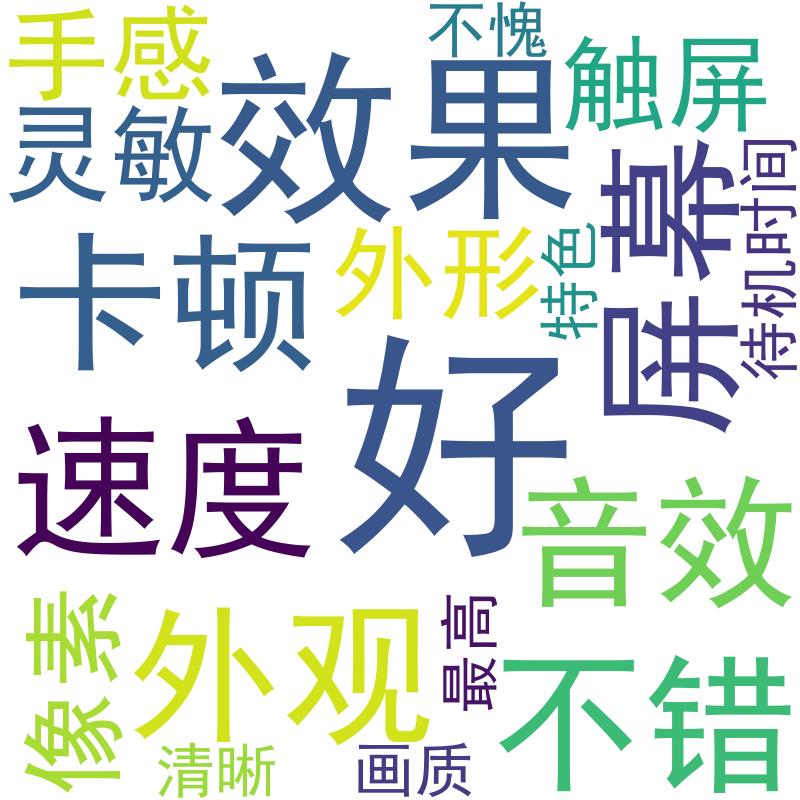 手感
不愧
效果
触屏
灵敏
屏幕
待机时间
特色
外形
卡顿
好
速度
音效
像素
外观
最高
不错
清晰
画质